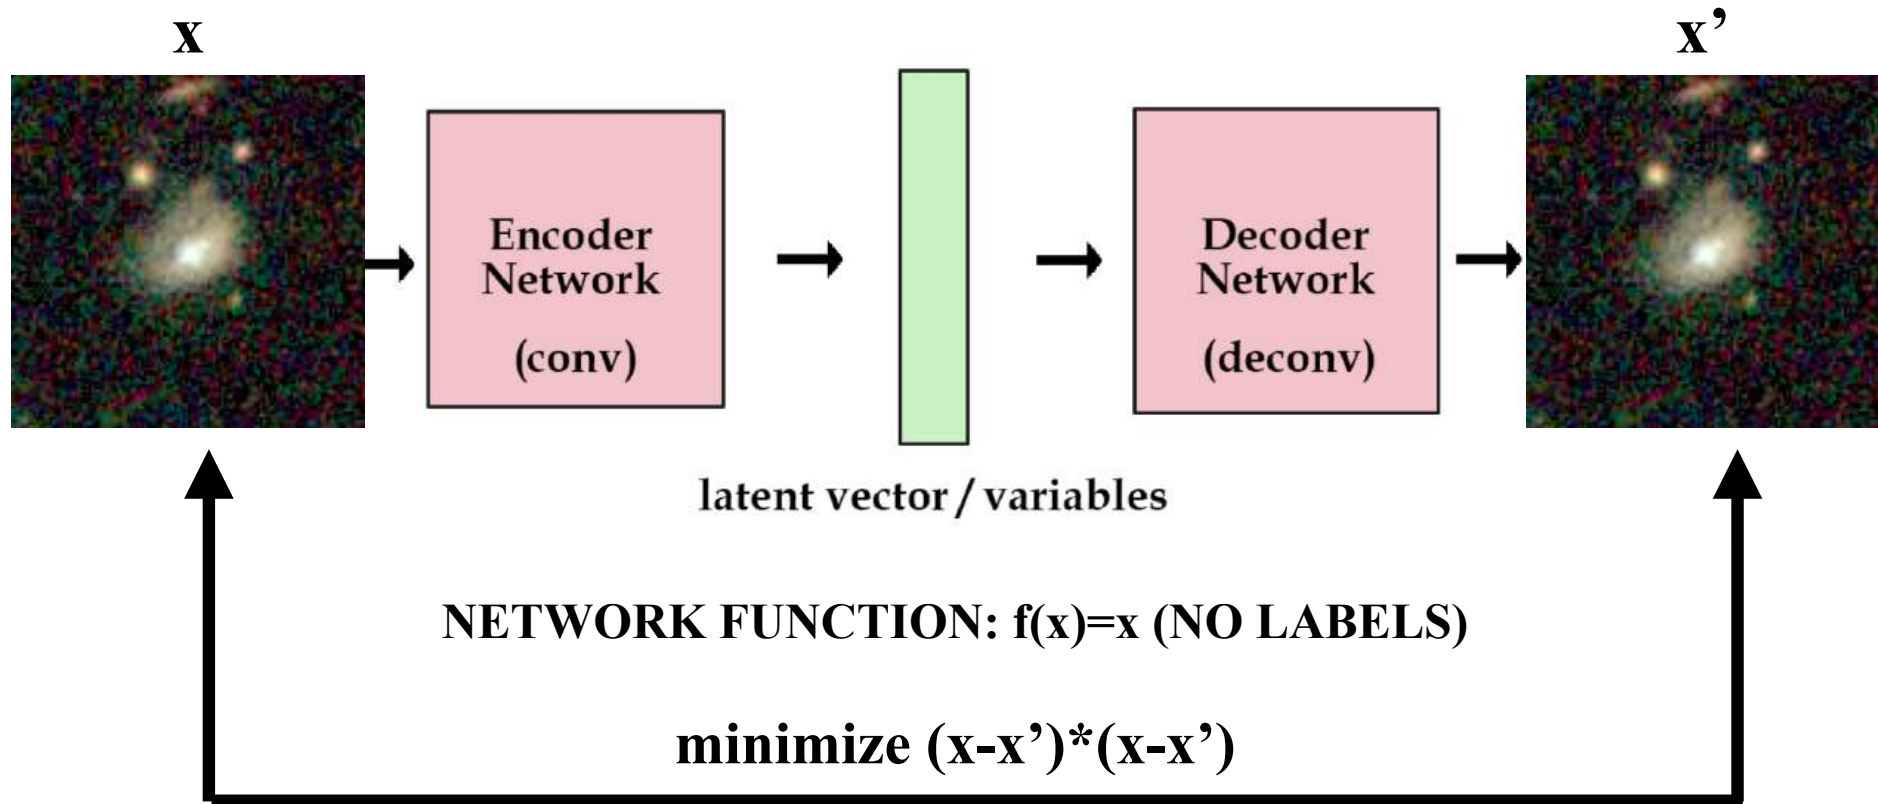 x
x’
Encoder
Network
(conv)
Decoder
Network
(deconv)
latent vector / variables
NETWORK FUNCTION: f(x)=x (NO LABELS)
minimize (x-x’)*(x-x’)